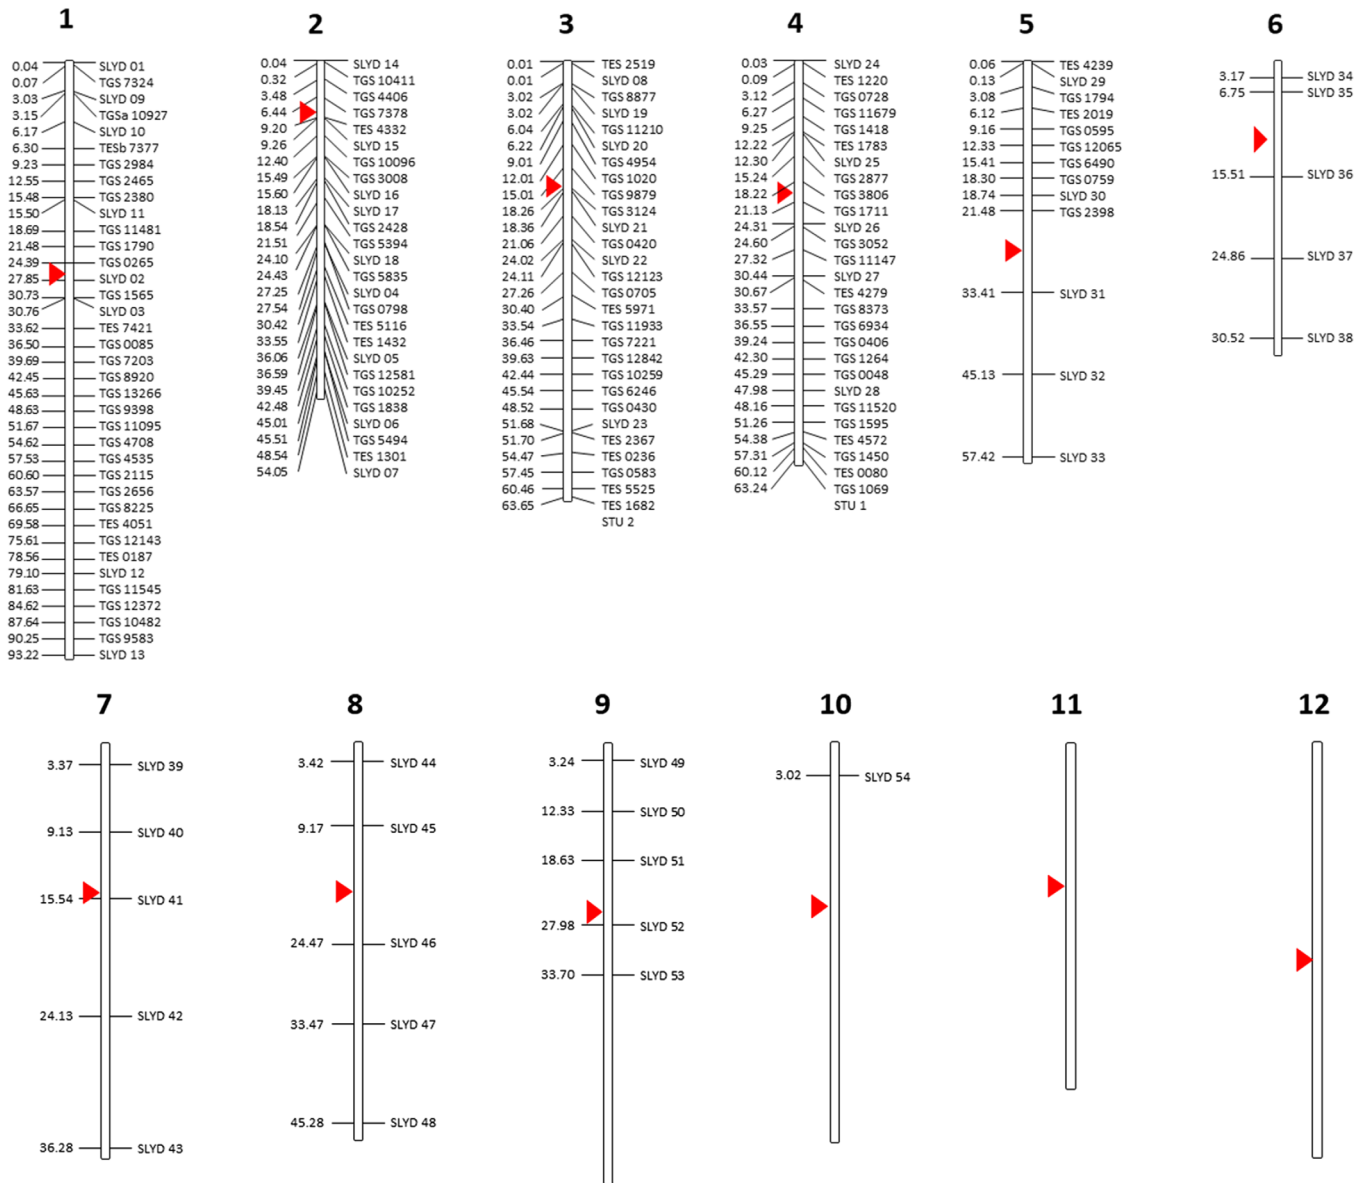 1
0.04 SLYD 01
0.07 TGS 7324
3.03 SLYD 09
3.15 TGSa 10927
6.17 SLYD 10
6.30 TESb 7377
9.23 TGS 2984
12.55 TGS 2465
15.48 TGS 2380
15.50 SLYD 11
18.69 TGS 11481
21.48 TGS 1790
24.39 TGS 0265
27.85 SLYD 02
30.73 TGS 1565
30.76 SLYD 03
33.62 TES 7421
36.50 TGS 0085
39.69 TGS 7203
42.45 TGS 8920
45.63 TGS 13266
48.63 TGS 9398
51.67 TGS 11095
54.62 TGS 4708
57.53 TGS 4535
60.60 TGS 2115
63.57 TGS 2656
66.65 TGS 8225
69.58 TES 4051
75.61 TGS 12143
78.56 TES 0187
79.10 SLYD 12
81.63 TGS 11545
84.62 TGS 12372
87.64 TGS 10482
90.25 TGS 9583
93.22 SLYD 13
2
0.04 SLYD 14
0.32 TGS 10411
3.48 TGS 4406
6.44 TGS 7378
9.20 TES 4332
9.26 SLYD 15
12.40 TGS 10096
15.49 TGS 3008
15.60 SLYD 16
18.13 SLYD 17
18.54 TGS 2428
21.51 TGS 5394
24.10 SLYD 18
24.43 TGS 5835
27.25 SLYD 04
27.54 TGS 0798
30.42 TES 5116
33.55 TES 1432
36.06 SLYD 05
36.59 TGS 12581
39.45 TGS 10252
42.48 TGS 1838
45.01 SLYD 06
45.51 TGS 5494
48.54 TES 1301
54.05 SLYD 07
3
0.01 TES 2519
0.01 SLYD 08
3.02 TGS 8877
3.02 SLYD 19
6.04 TGS 11210
6.22 SLYD 20
9.01 TGS 4954
12.01 TGS 1020
15.01 TGS 9879
18.26 TGS 3124
18.36 SLYD 21
21.06 TGS 0420
24.02 SLYD 22
24.11 TGS 12123
27.26 TGS 0705
30.40 TES 5971
33.54 TGS 11933
36.46 TGS 7221
39.63 TGS 12842
42.44 TGS 10259
45.54 TGS 6246
48.52 TGS 0430
51.68 SLYD 23
51.70 TES 2367
54.47 TES 0236
57.45 TGS 0583
60.46 TES 5525
63.65 TES 1682
STU 2
4
0.03 SLYD 24
0.09 TES 1220
3.12 TGS 0728
6.27 TGS 11679
9.25 TGS 1418
12.22 TES 1783
12.30 SLYD 25
15.24 TGS 2877
18.22 TGS 3806
21.13 TGS 1711
24.31 SLYD 26
24.60 TGS 3052
27.32 TGS 11147
30.44 SLYD 27
30.67 TES 4279
33.57 TGS 8373
36.55 TGS 6934
39.24 TGS 0406
42.30 TGS 1264
45.29 TGS 0048
47.98 SLYD 28
48.16 TGS 11520
51.26 TGS 1595
54.38 TES 4572
57.31 TGS 1450
60.12 TES 0080
63.24 TGS 1069
STU 1
5
0.06 TES 4239
0.13 SLYD 29
3.08 TGS 1794
6.12 TES 2019
9.16 TGS 0595
12.33 TGS 12065
15.41 TGS 6490
18.30 TGS 0759
18.74 SLYD 30
21.48 TGS 2398
33.41 SLYD 31
45.13 SLYD 32
57.42 SLYD 33
6
3.17 SLYD 34
6.75 SLYD 35
15.51 SLYD 36
24.86 SLYD 37
30.52 SLYD 38
7
3.37 SLYD 39
9.13 SLYD 40
15.54 SLYD 41
24.13 SLYD 42
36.28 SLYD 43
8
3.42 SLYD 44
9.17 SLYD 45
24.47 SLYD 46
33.47 SLYD 47
45.28 SLYD 48
9
3.24 SLYD 49
12.33 SLYD 50
18.63 SLYD 51
27.98 SLYD 52
33.70 SLYD 53
10
3.02 SLYD 54
11
12